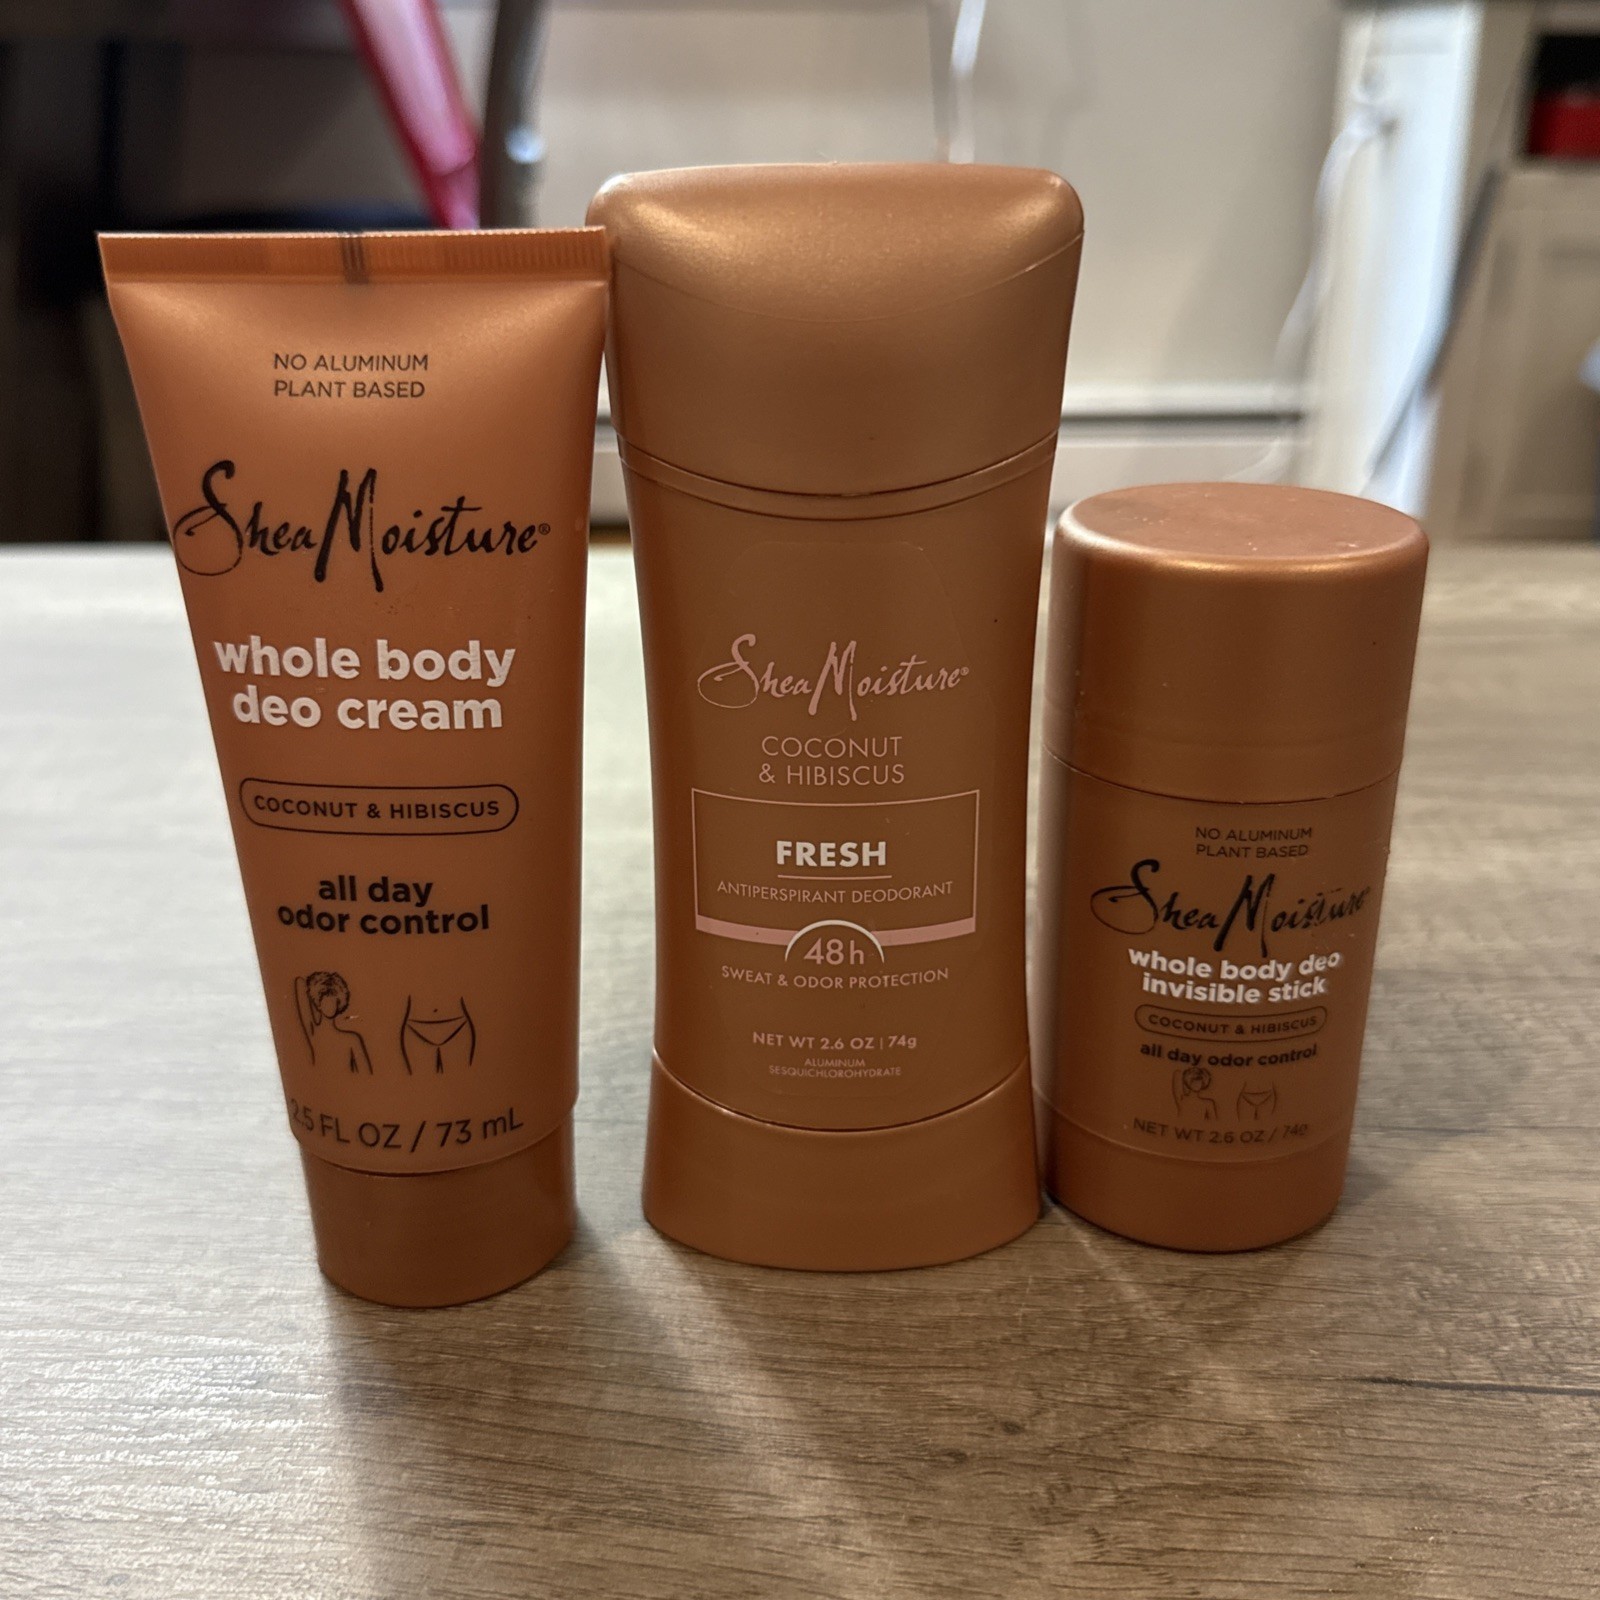 NO ALUMINUM
PLANT BASED
SheaMoisture®
whole body
deo cream
COCONUT & HIBISCUS
all day
odor control
2.5 FL OZ / 73 mL
SheaMoisture®
COCONUT
& HIBISCUS
FRESH
ANTIPERSPIRANT DEODORANT
48h
SWEAT & ODOR PROTECTION
NET WT 2.6 OZ | 74g
ALUMINUM
SESQUICHLOROHYDRATE
NO ALUMINUM
PLANT BASED
SheaMoisture®
whole body deo
invisible stick
COCONUT & HIBISCUS
all day odor control
NET WT 2.6 OZ / 74g